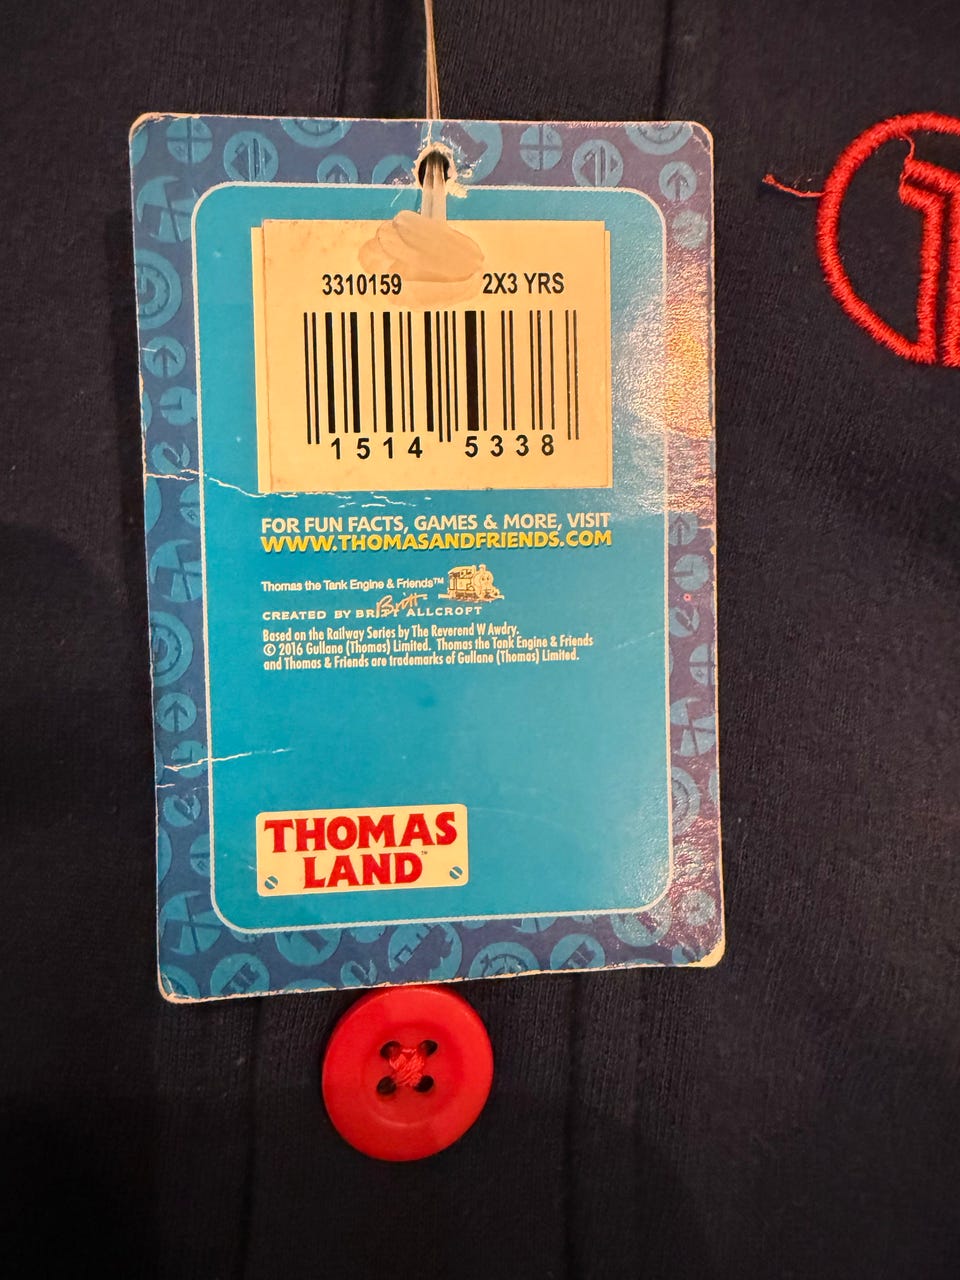 3310159 2X3 YRS
1514 5338
FOR FUN FACTS, GAMES & MORE, VISIT
WWW.THOMASANDFRIENDS.COM
Thomas the Tank Engine & Friends™
CREATED BY BRITT ALLCROFT
Based on the Railway Series by The Reverend W Awdry.
© 2016 Gullane (Thomas) Limited. Thomas the Tank Engine & Friends
and Thomas & Friends are trademarks of Gullane (Thomas) Limited.
THOMAS
LAND™
1